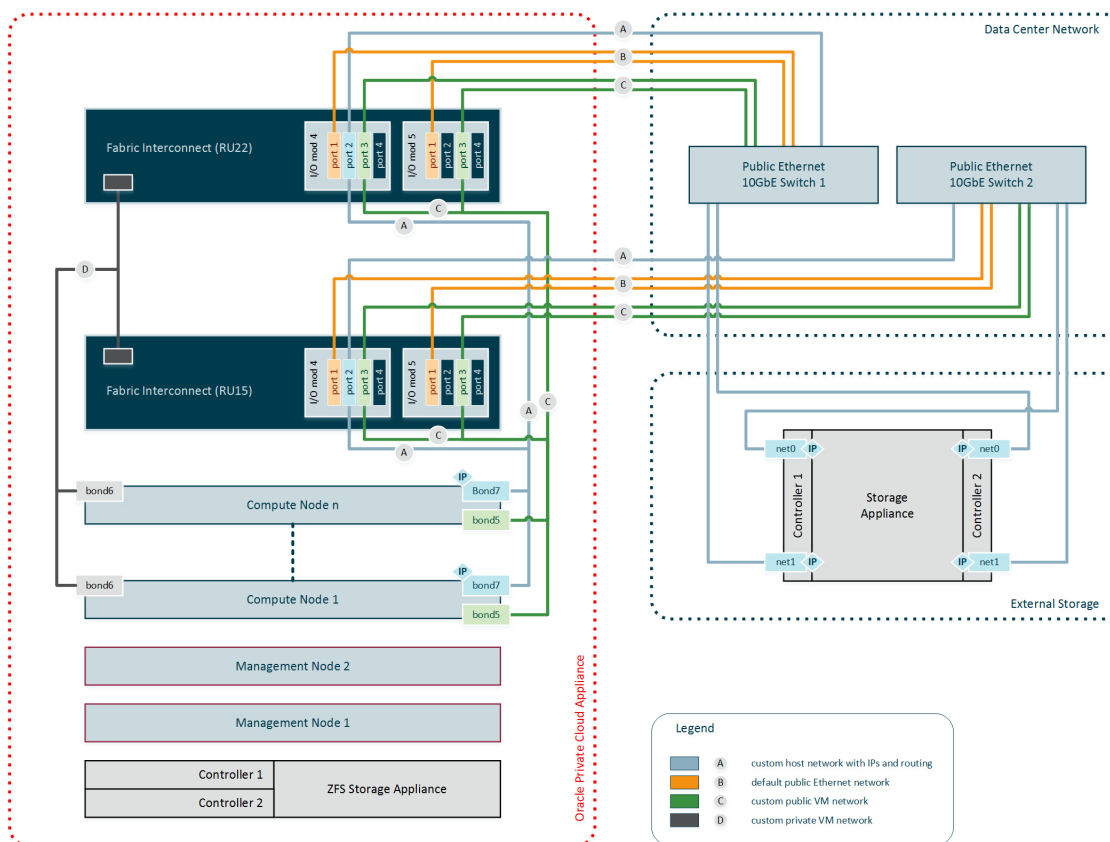 A
B
C
Data Center Network
Fabric Interconnect (RU22)
I/O mod 4
port 1
port 2
port 3
port 4
I/O mod 5
port 1
port 2
port 3
port 4
Public Ethernet
10GbE Switch 1
Public Ethernet
10GbE Switch 2
C
A
D
A
B
C
Fabric Interconnect (RU15)
I/O mod 4
port 1
port 2
port 3
port 4
I/O mod 5
port 1
port 2
port 3
port 4
C
A
C
A
bond6
Compute Node n
IP
Bond7
bond5
bond6
Compute Node 1
IP
bond7
bond5
net0
IP
Controller 1
net1
IP
Storage
Appliance
IP
net0
Controller 2
IP
net1
External Storage
Management Node 2
Management Node 1
Controller 1
Controller 2
ZFS Storage Appliance
Oracle Private Cloud Appliance
Legend
A custom host network with IPs and routing
B default public Ethernet network
C custom public VM network
D custom private VM network